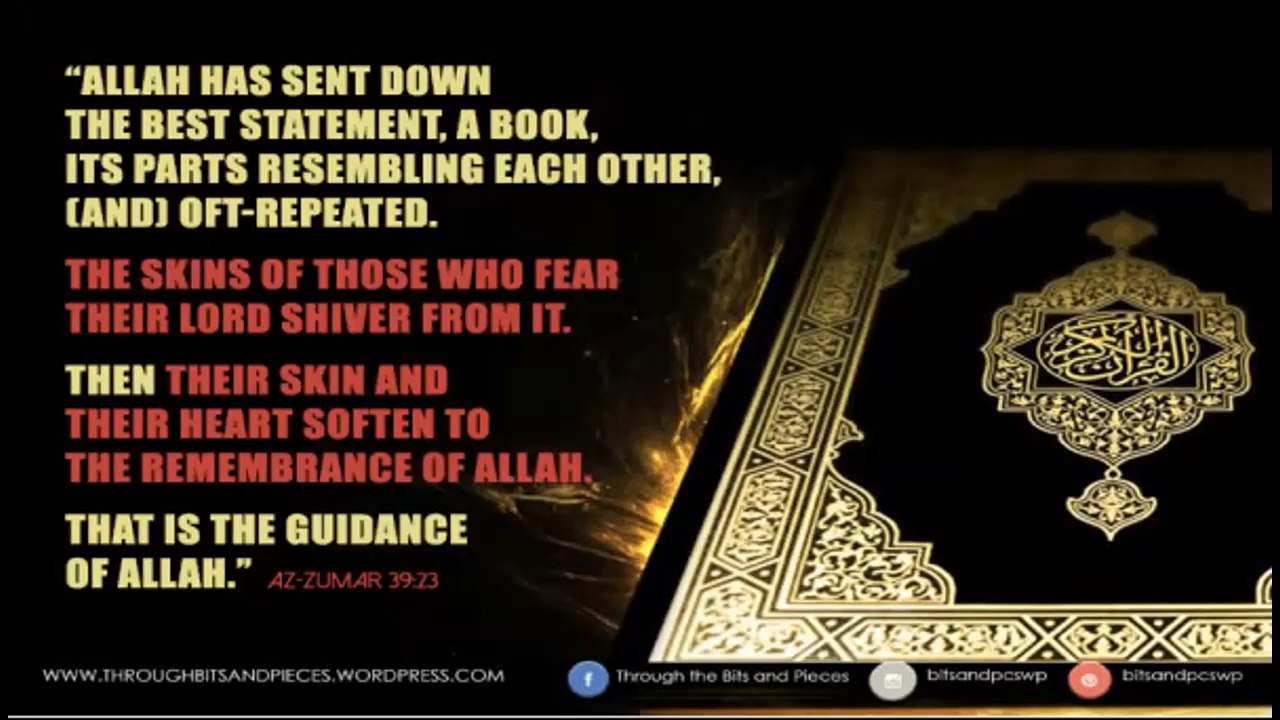 “ALLAH HAS SENT DOWN
THE BEST STATEMENT, A BOOK,
ITS PARTS RESEMBLING EACH OTHER,
(AND) OFT-REPEATED.
THE SKINS OF THOSE WHO FEAR
THEIR LORD SHIVER FROM IT.
THEN THEIR SKIN AND
THEIR HEART SOFTEN TO
THE REMEMBRANCE OF ALLAH.
THAT IS THE GUIDANCE
OF ALLAH.” AZ-ZUMAR 39:23
القرآن الكريم
WWW.THROUGHBITSANDPIECES.WORDPRESS.COM
f Through the Bits and Pieces
bitsandpcswp
bitsandpcswp